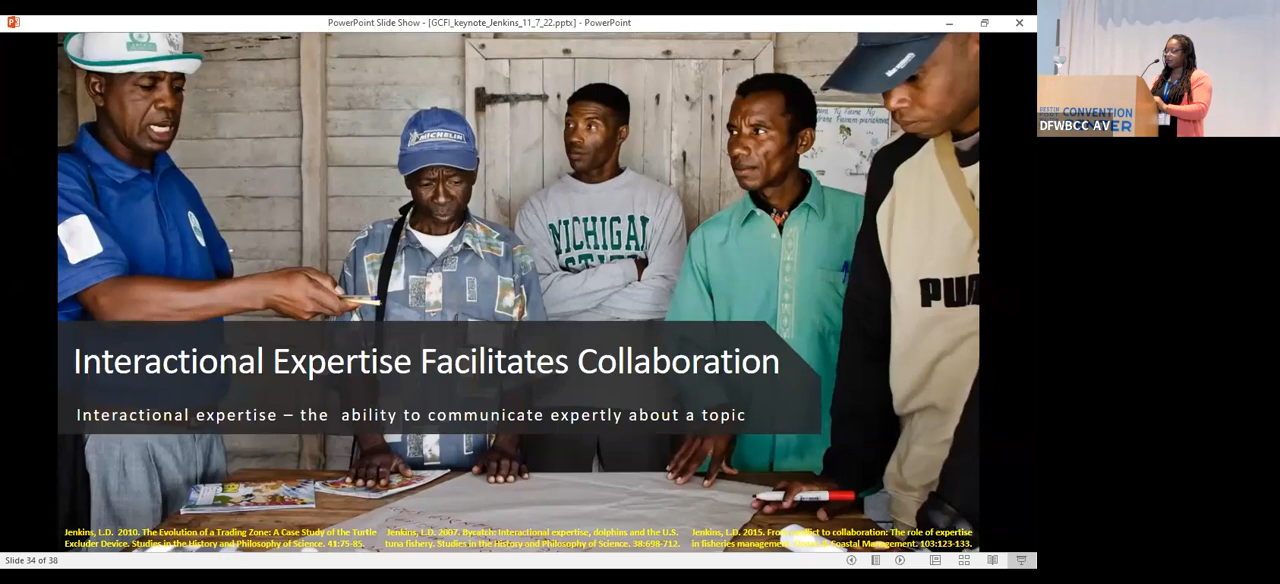 PowerPoint Slide Show - [GCFI_keynote_Jenkins_11_7_22.pptx] - PowerPoint
CONVENTION
DFWBCC AV
MICHELIN
MICHIGAN
STATE
PUMA
Interactional Expertise Facilitates Collaboration
Interactional expertise – the ability to communicate expertly about a topic
Jenkins, L.D. 2010. The Evolution of a Trading Zone: A Case Study of the Turtle
Excluder Device. Studies in the History and Philosophy of Science. 41:75-85.
Jenkins, L.D. 2007. Bycatch: Interactional expertise, dolphins and the U.S.
tuna fishery. Studies in the History and Philosophy of Science. 38:698-712.
Jenkins, L.D. 2015. From conflict to collaboration: The role of expertise
in fisheries management. Ocean & Coastal Management. 103:123-133.
Slide 34 of 38